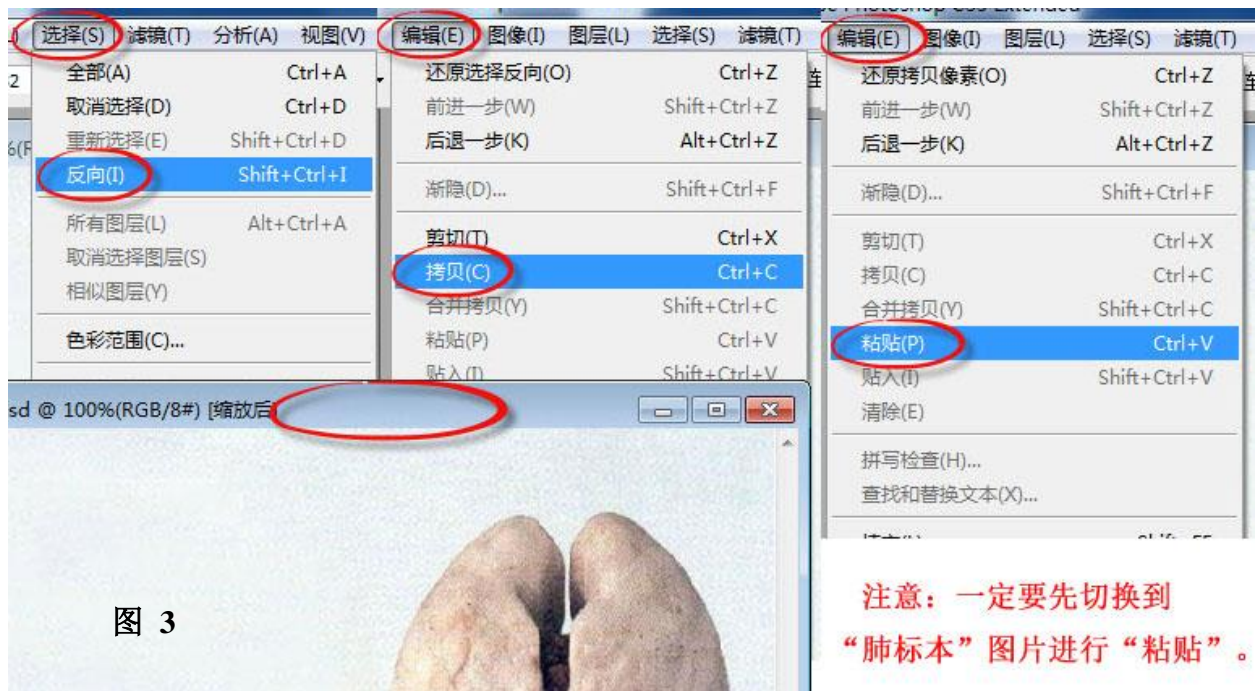 选择(S) 滤镜(T) 分析(A) 视图(V)
全部(A) Ctrl+A
取消选择(D) Ctrl+D
重新选择(E) Shift+Ctrl+D
反向(I) Shift+Ctrl+I
所有图层(L) Alt+Ctrl+A
取消选择图层(S)
相似图层(Y)
色彩范围(C)...
编辑(E) 图像(I) 图层(L) 选择(S) 滤镜(T)
还原选择反向(O) Ctrl+Z
前进一步(W) Shift+Ctrl+Z
后退一步(K) Alt+Ctrl+Z
渐隐(D)... Shift+Ctrl+F
剪切(T) Ctrl+X
拷贝(C) Ctrl+C
合并拷贝(Y) Shift+Ctrl+C
粘贴(P) Ctrl+V
贴入(I) Shift+Ctrl+V
编辑(E) 图像(I) 图层(L) 选择(S) 滤镜(T)
还原拷贝像素(O) Ctrl+Z
前进一步(W) Shift+Ctrl+Z
后退一步(K) Alt+Ctrl+Z
渐隐(D)... Shift+Ctrl+F
剪切(T) Ctrl+X
拷贝(C) Ctrl+C
合并拷贝(Y) Shift+Ctrl+C
粘贴(P) Ctrl+V
贴入(I) Shift+Ctrl+V
清除(E)
拼写检查(H)...
查找和替换文本(X)...
sd @ 100%(RGB/8#) [缩放后]
图 3
注意：一定要先切换到
“肺标本”图片进行“粘贴”。